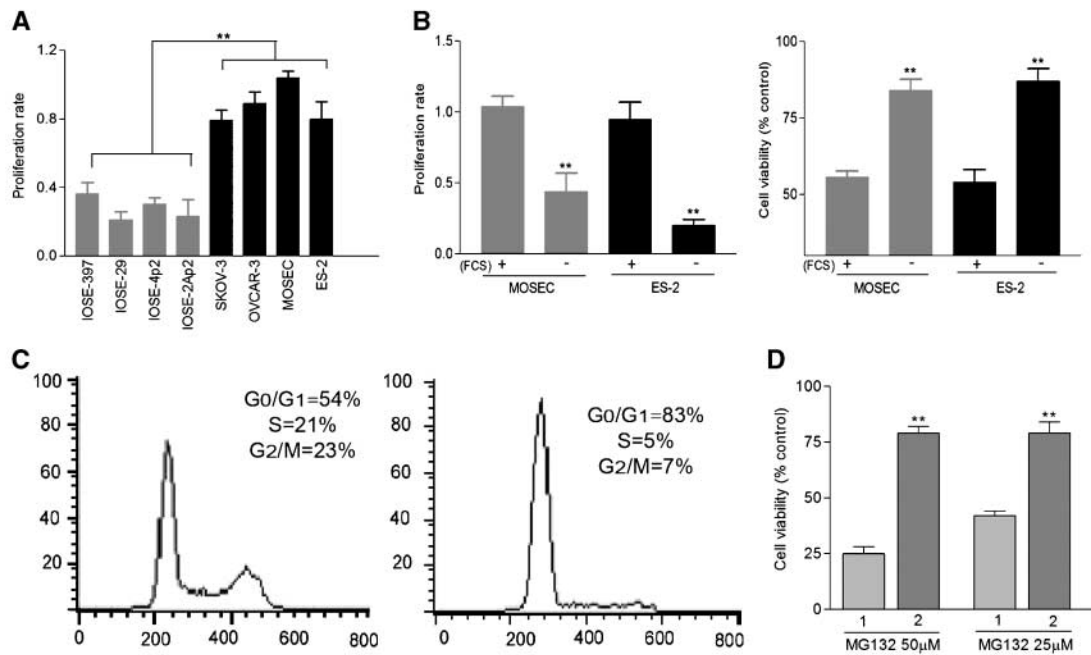 A
**
Proliferation rate
1.2
0.8
0.4
0.0
IOSE-397
IOSE-29
IOSE-4p2
IOSE-2Ap2
SKOV-3
OVCAR-3
MOSEC
ES-2
B
Proliferation rate
1.5
1.0
0.5
0.0
**
**
(FCS) + - + -
MOSEC ES-2
Cell viability (% control)
100
75
50
** **
(FCS) + - + -
MOSEC ES-2
C
100
80
60
40
20
G0/G1=54%
S=21%
G2/M=23%
0 200 400 600 800
100
80
60
40
20
G0/G1=83%
S=5%
G2/M=7%
0 200 400 600 800
D
Cell viability (% control)
100
75
50
25
0
** **
1 2 1 2
MG132 50μM MG132 25μM